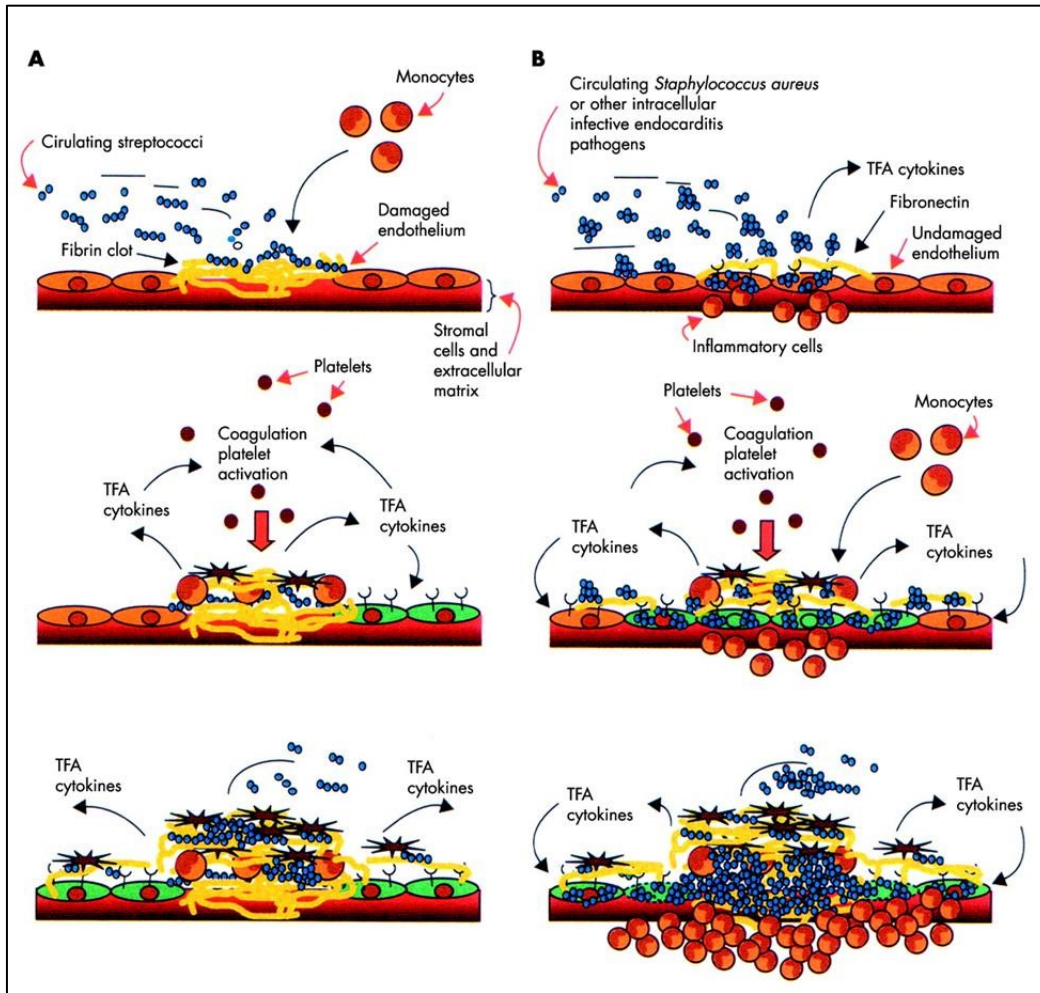 A
Monocytes
Cirulating streptococci
Damaged
endothelium
Fibrin clot
Stromal
cells and
extracellular
matrix
Platelets
Coagulation
platelet
activation
TFA
cytokines
TFA
cytokines
TFA
cytokines
TFA
cytokines
B
Circulating Staphylococcus aureus
or other intracellular
infective endocarditis
pathogens
TFA cytokines
Fibronectin
Undamaged
endothelium
Inflammatory cells
Platelets
Monocytes
Coagulation
platelet
activation
TFA
cytokines
TFA
cytokines
TFA
cytokines
TFA
cytokines